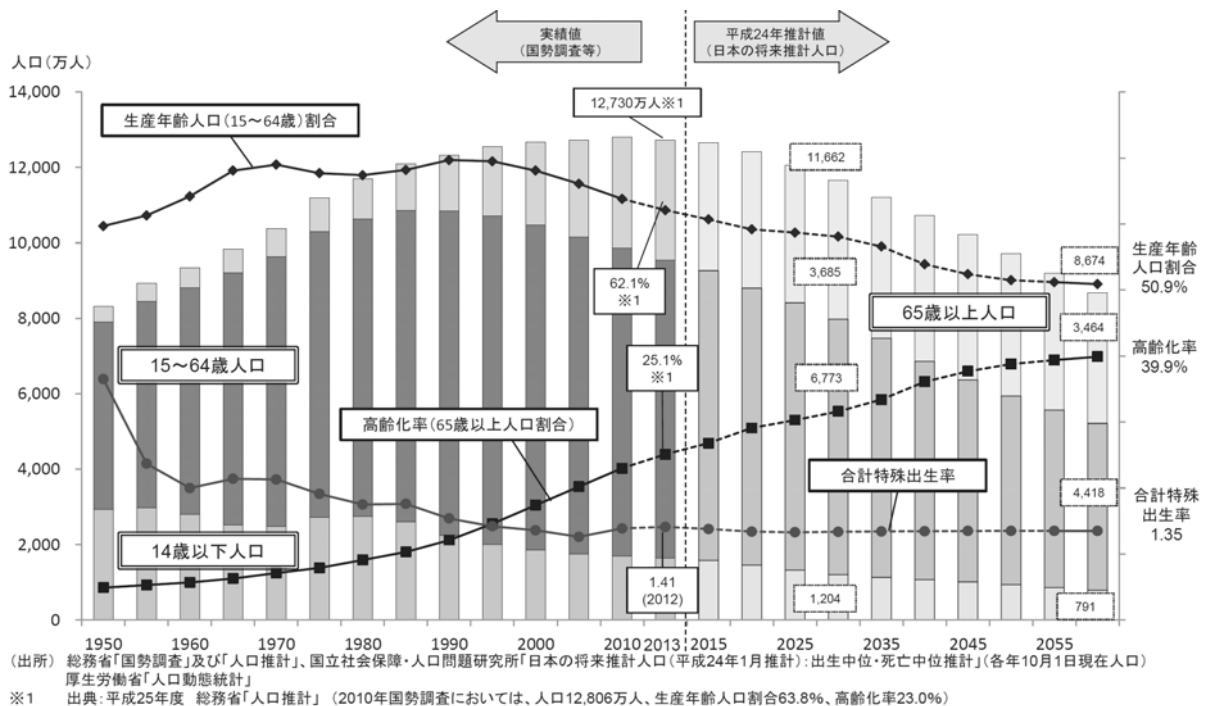 実績値
(国勢調査等)
平成24年推計値
(日本の将来推計人口)
人口(万人)
14,000
12,000
10,000
8,000
6,000
4,000
2,000
0
生産年齢人口(15～64歳)割合
12,730万人※1
11,662
62.1%
※1
3,685
65歳以上人口
8,674
生産年齢
人口割合
50.9%
3,464
15～64歳人口
25.1%
※1
6,773
高齢化率
39.9%
高齢化率(65歳以上人口割合)
合計特殊出生率
4,418
合計特殊
出生率
1.35
14歳以下人口
1.41
(2012)
1,204
791
1950 1960 1970 1980 1990 2000 2010 2013 2015 2025 2035 2045 2055
(出所) 総務省「国勢調査」及び「人口推計」、国立社会保障・人口問題研究所「日本の将来推計人口(平成24年1月推計):出生中位・死亡中位推計」(各年10月1日現在人口)
厚生労働省「人口動態統計」
※1 出典:平成25年度 総務省「人口推計」 (2010年国勢調査においては、人口12,806万人、生産年齢人口割合63.8%、高齢化率23.0%)